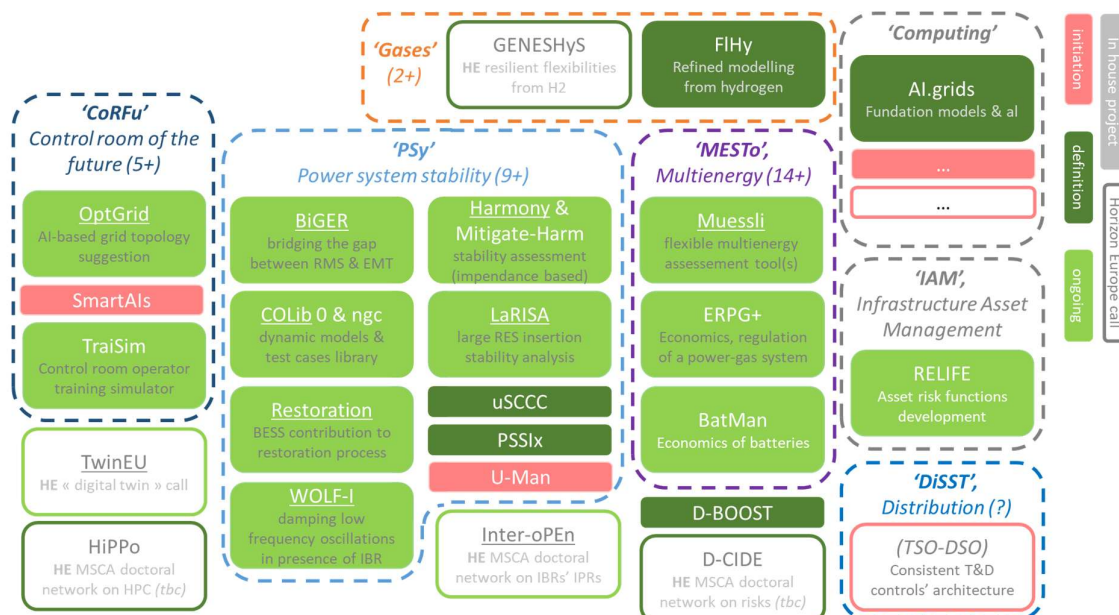 'Gases'
(2+)
GENESHyS
HE resilient flexibilities
from H2
FlHy
Refined modelling
from hydrogen
'Computing'
AI.grids
Fundation models & al
...
...
initiation
definition
ongoing
In house project
Horizon Europe call
'CoRFu'
Control room of the
future (5+)
OptGrid
AI-based grid topology
suggestion
SmartAIs
TraiSim
Control room operator
training simulator
TwinEU
HE « digital twin » call
HiPPo
HE MSCA doctoral
network on HPC (tbc)
'PSy'
Power system stability (9+)
BiGER
bridging the gap
between RMS & EMT
COLib 0 & ngc
dynamic models &
test cases library
Restoration
BESS contribution to
restoration process
WOLF-I
damping low
frequency oscillations
in presence of IBR
Harmony &
Mitigate-Harm
stability assessment
(impedance based)
LaRISA
large RES insertion
stability analysis
uSCCC
PSSIx
U-Man
Inter-oPEn
HE MSCA doctoral
network on IBRs' IPRs
'MESTo',
Multienergy (14+)
Muessli
flexible multienergy
assessement tool(s)
ERPG+
Economics, regulation
of a power-gas system
BatMan
Economics of batteries
D-BOOST
D-CIDE
HE MSCA doctoral
network on risks (tbc)
'IAM',
Infrastructure Asset
Management
RELIFE
Asset risk functions
development
'DiSST',
Distribution (?)
(TSO-DSO)
Consistent T&D
controls' architecture